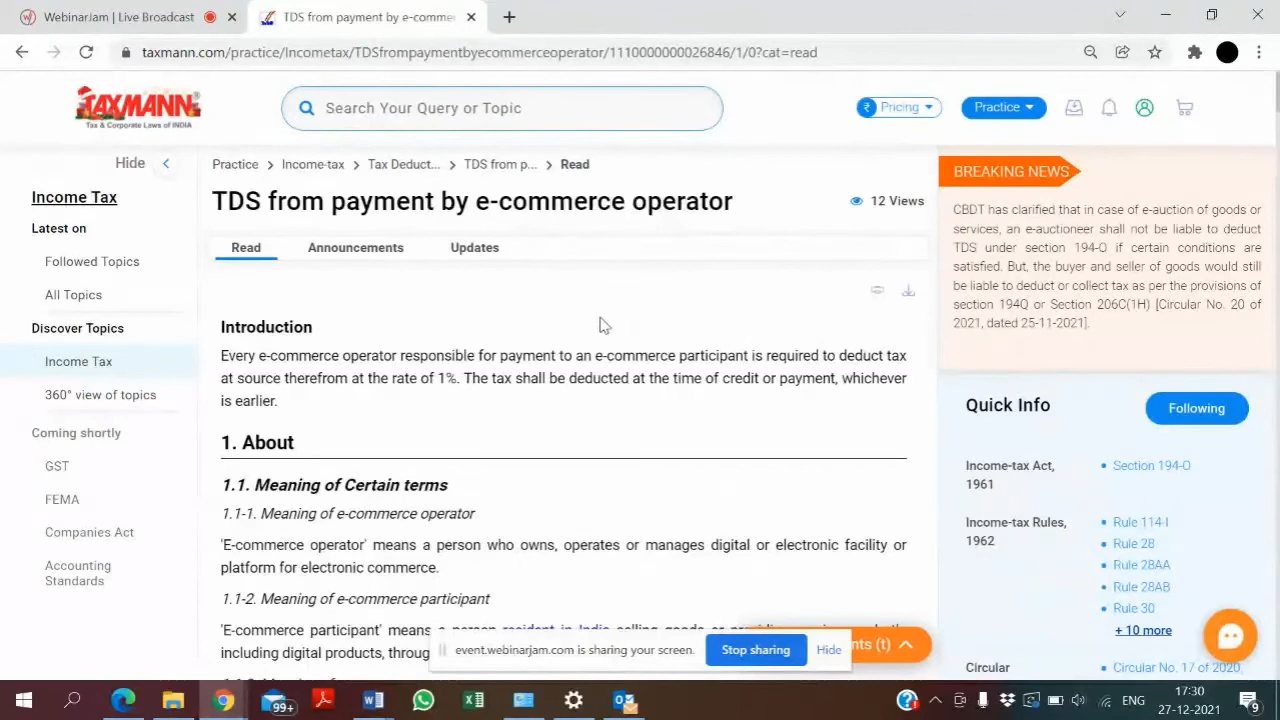 WebinarJam | Live Broadcast
TDS from payment by e-comme
taxmann.com/practice/Incometax/TDSfrompaymentbyecommerceoperator/1110000000026846/1/0?cat=read
TAXMANN
Tax & Corporate Laws of INDIA
Search Your Query or Topic
₹ Pricing
Practice
Hide
Practice > Income-tax > Tax Deduct... > TDS from p... > Read
Income Tax
Latest on
Followed Topics
All Topics
Discover Topics
Income Tax
360° view of topics
Coming shortly
GST
FEMA
Companies Act
Accounting
Standards
TDS from payment by e-commerce operator
12 Views
Read
Announcements
Updates
Introduction
Every e-commerce operator responsible for payment to an e-commerce participant is required to deduct tax
at source therefrom at the rate of 1%. The tax shall be deducted at the time of credit or payment, whichever
is earlier.
1. About
1.1. Meaning of Certain terms
1.1-1. Meaning of e-commerce operator
'E-commerce operator' means a person who owns, operates or manages digital or electronic facility or
platform for electronic commerce.
1.1-2. Meaning of e-commerce participant
'E-commerce participant' means a person resident in India selling goods or
including digital products, throug
event.webinarjam.com is sharing your screen.
Stop sharing
Hide
nts (t)
BREAKING NEWS
CBDT has clarified that in case of e-auction of goods or
services, an e-auctioneer shall not be liable to deduct
TDS under section 194-O if certain conditions are
satisfied. But, the buyer and seller of goods would still
be liable to deduct or collect tax as per the provisions of
section 194Q or Section 206C(1H) [Circular No. 20 of
2021, dated 25-11-2021].
Quick Info
Following
Income-tax Act,
1961
Section 194-O
Income-tax Rules,
1962
Rule 114-I
Rule 28
Rule 28AA
Rule 28AB
Rule 30
+ 10 more
Circular
Circular No. 17 of 2020,
99+
ENG
17:30
27-12-2021
9